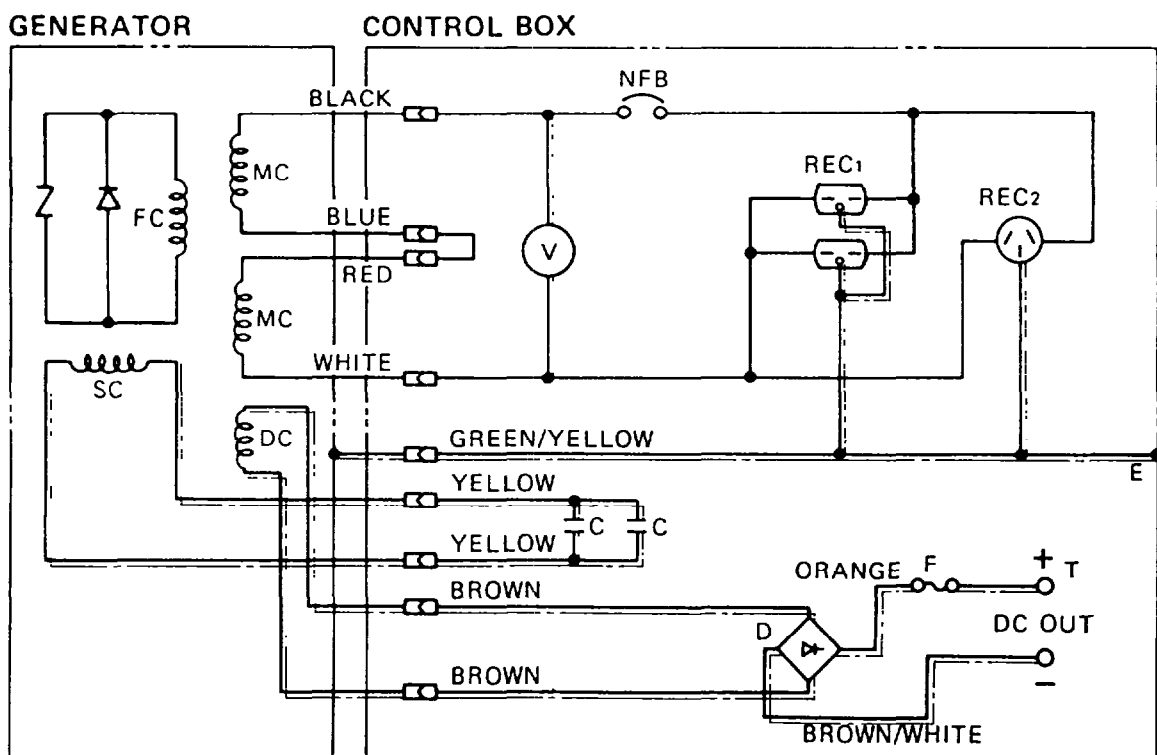 GENERATOR
CONTROL BOX
NFB
BLACK
MC
REC1
REC2
FC
BLUE
RED
V
MC
WHITE
SC
DC
GREEN/YELLOW
E
YELLOW
C
C
YELLOW
ORANGE
F
+
T
BROWN
D
DC OUT
BROWN
−
BROWN/WHITE